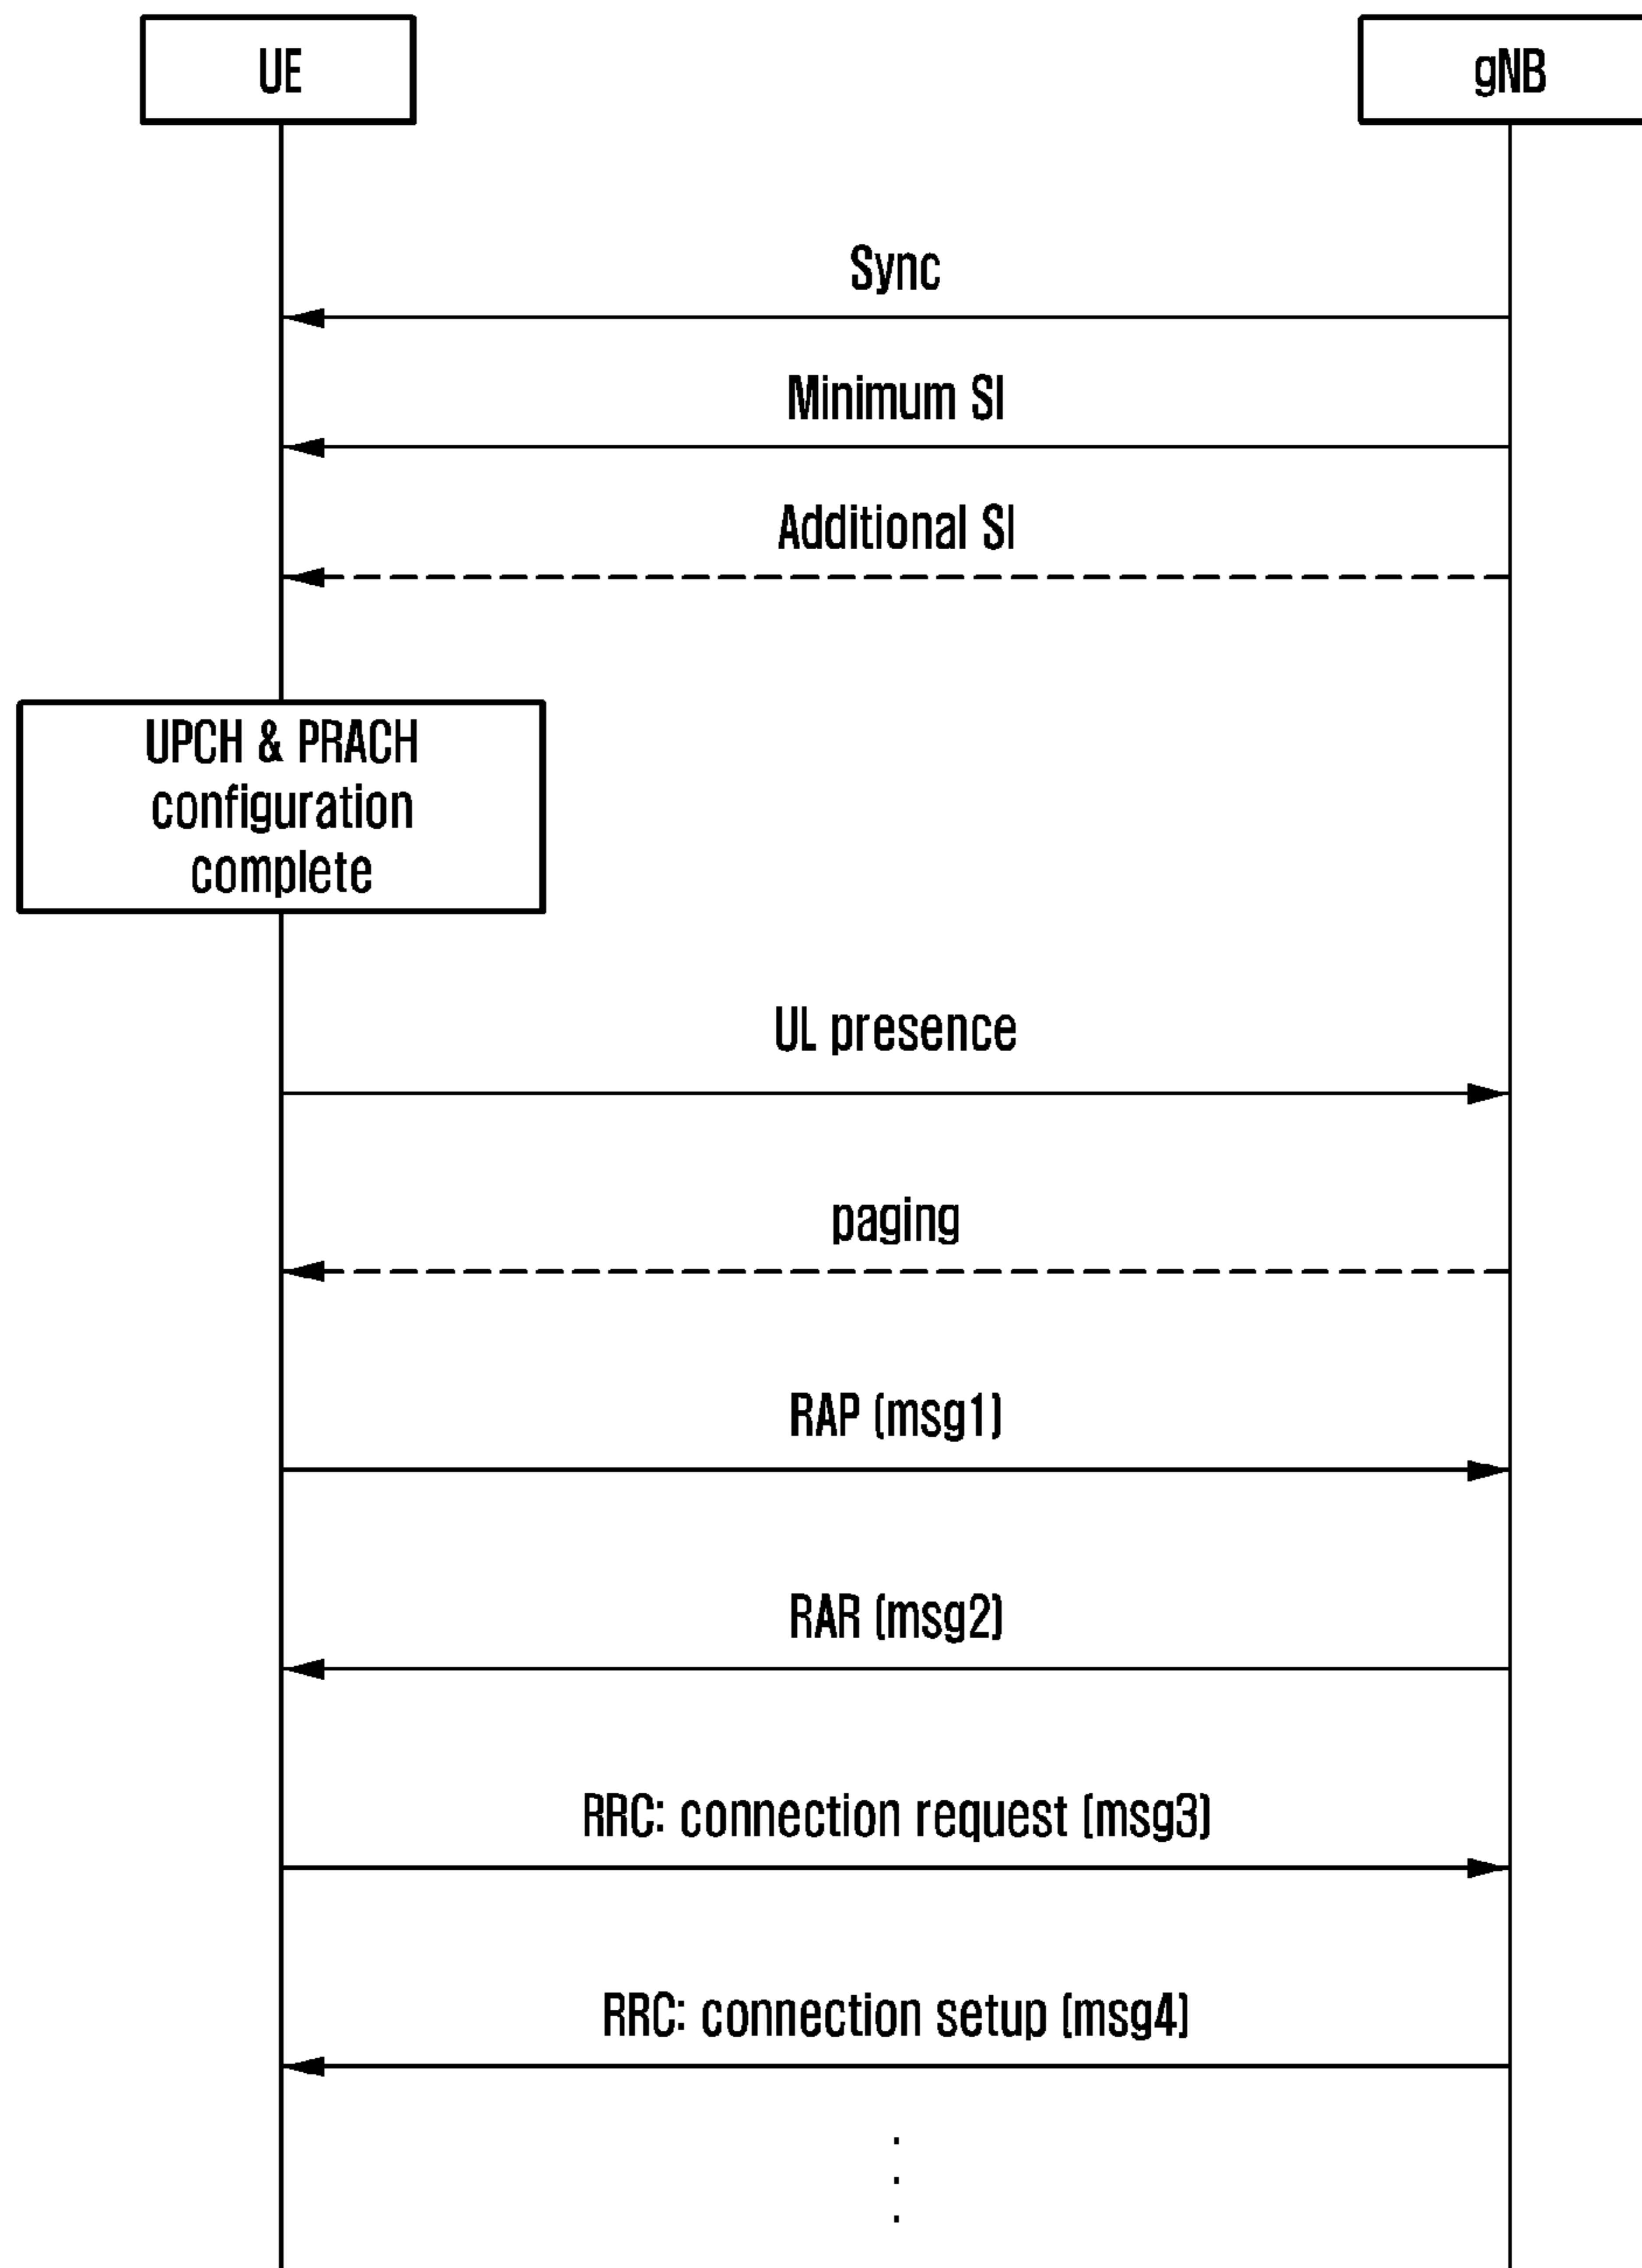 UE
gNB
Sync
Minimum SI
Additional SI
UPCH & PRACH
configuration
complete
UL presence
paging
RAP (msg1)
RAR (msg2)
RRC: connection request (msg3)
RRC: connection setup (msg4)